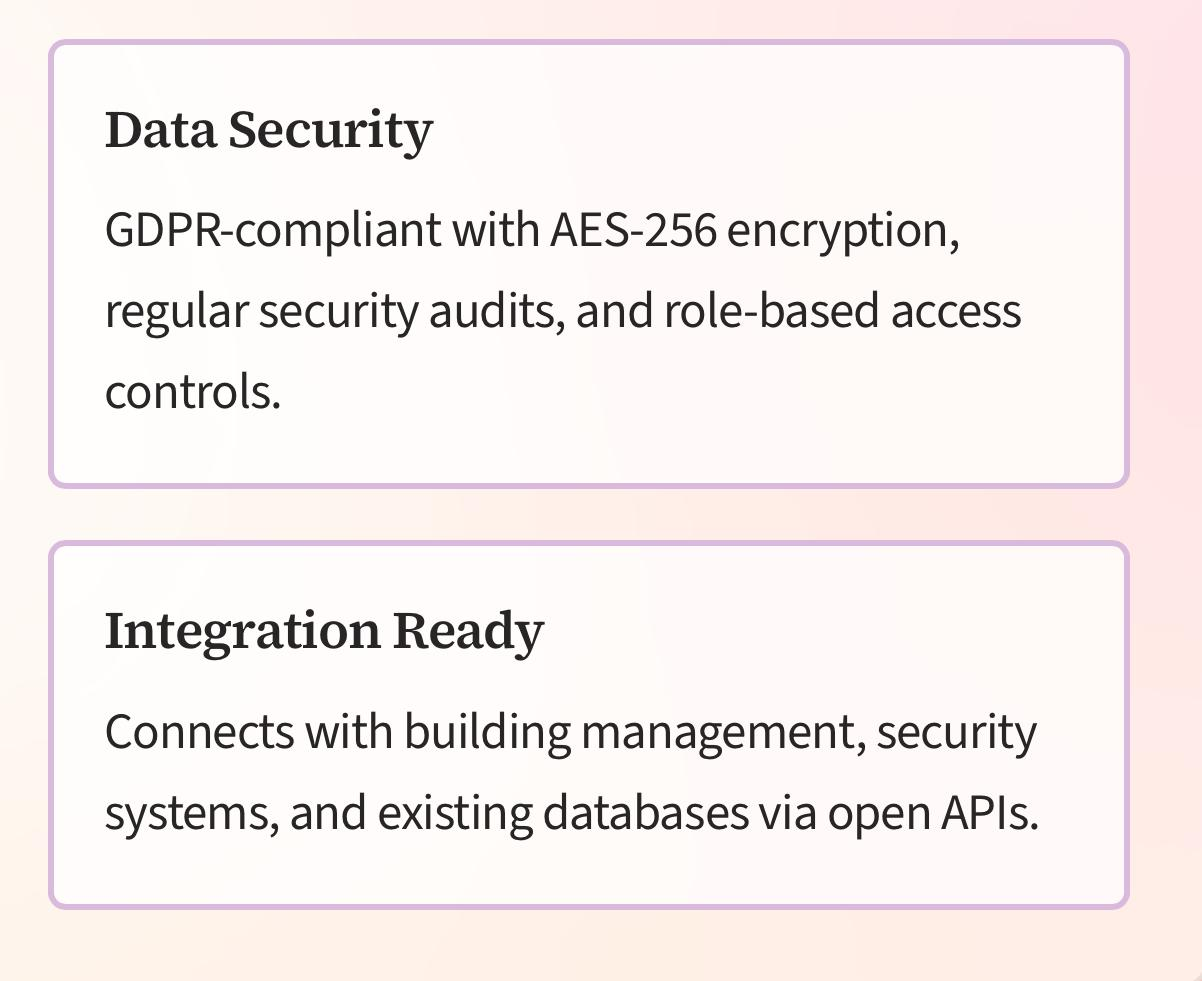 Data Security
GDPR-compliant with AES-256 encryption,
regular security audits, and role-based access
controls.
Integration Ready
Connects with building management, security
systems, and existing databases via open APIs.